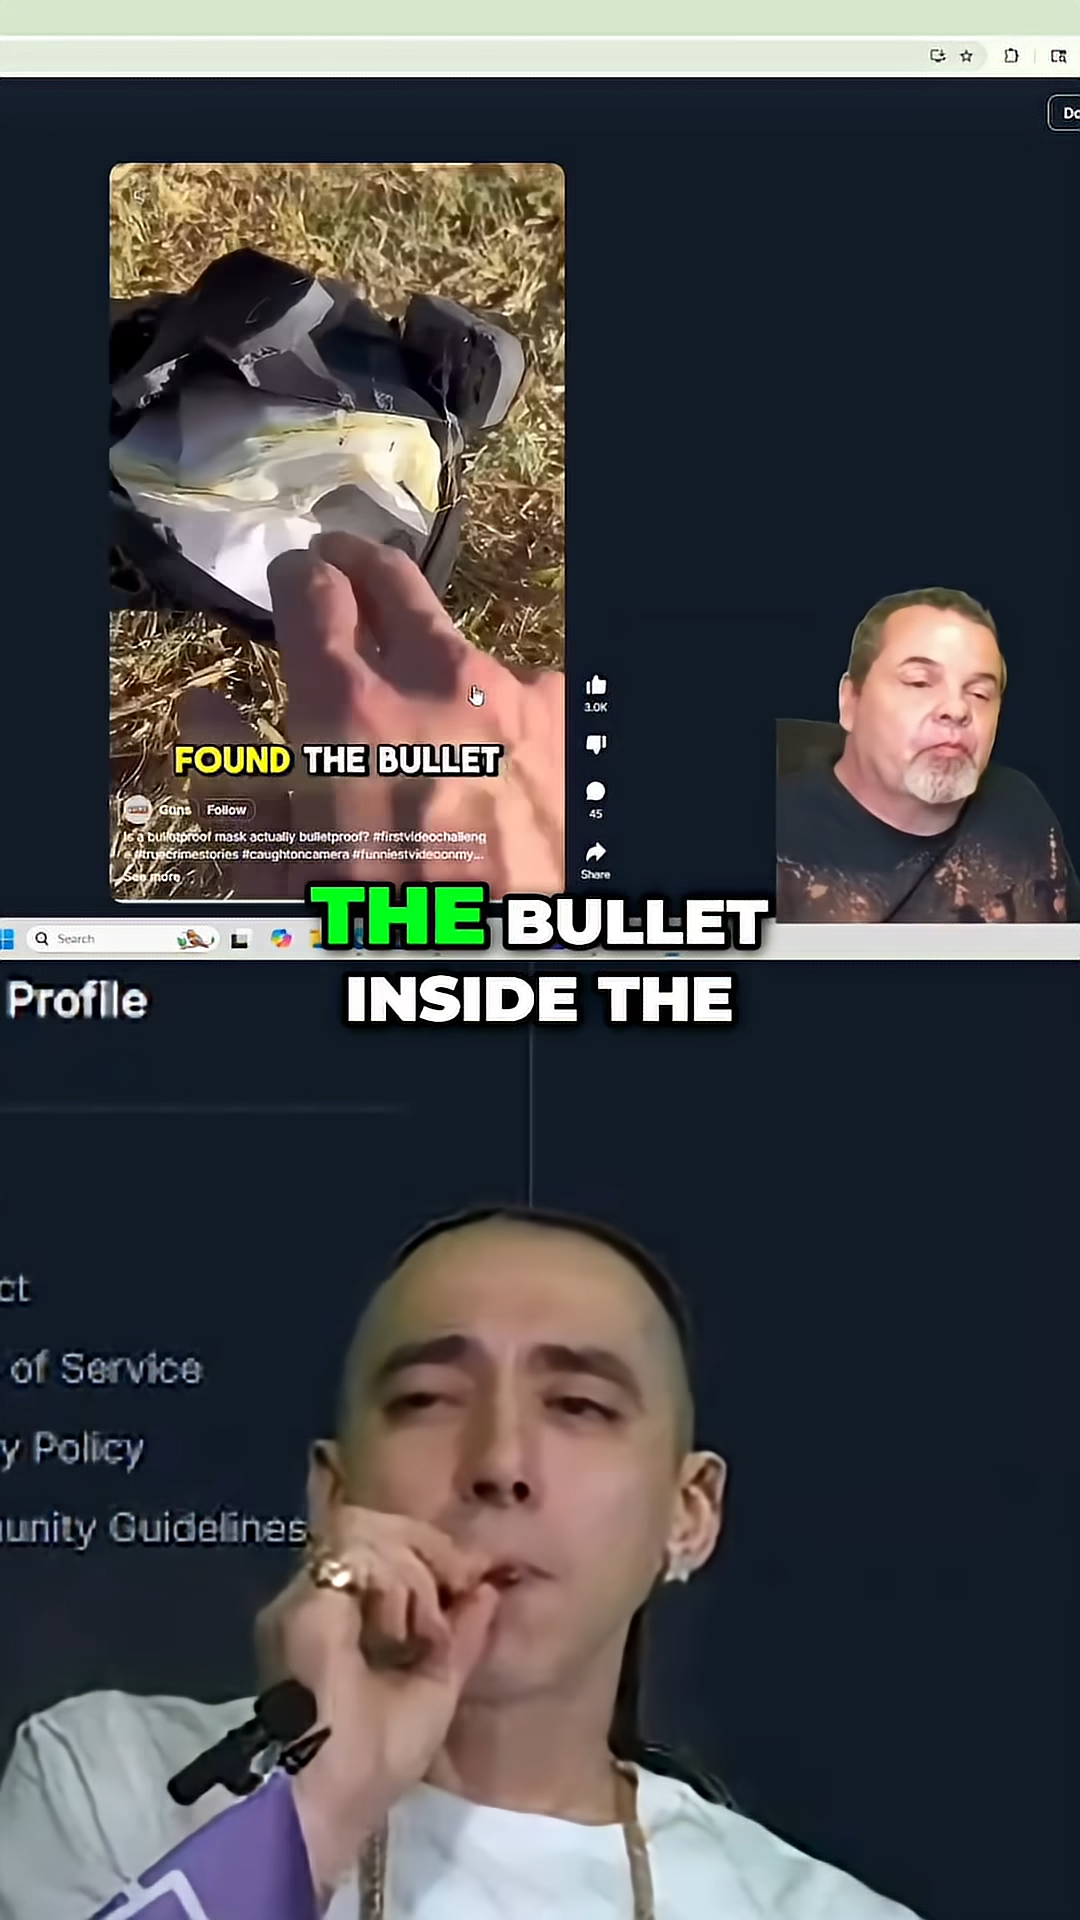 Do
FOUND THE BULLET
Guns Follow
Is a bulletproof mask actually bulletproof? #firstvideochalleng
e #truecrimestories #caughtoncamera #funniestvideoonmy...
See more
3.0K
45
Share
THE BULLET
INSIDE THE
Search
Profile
ct
of Service
y Policy
unity Guidelines